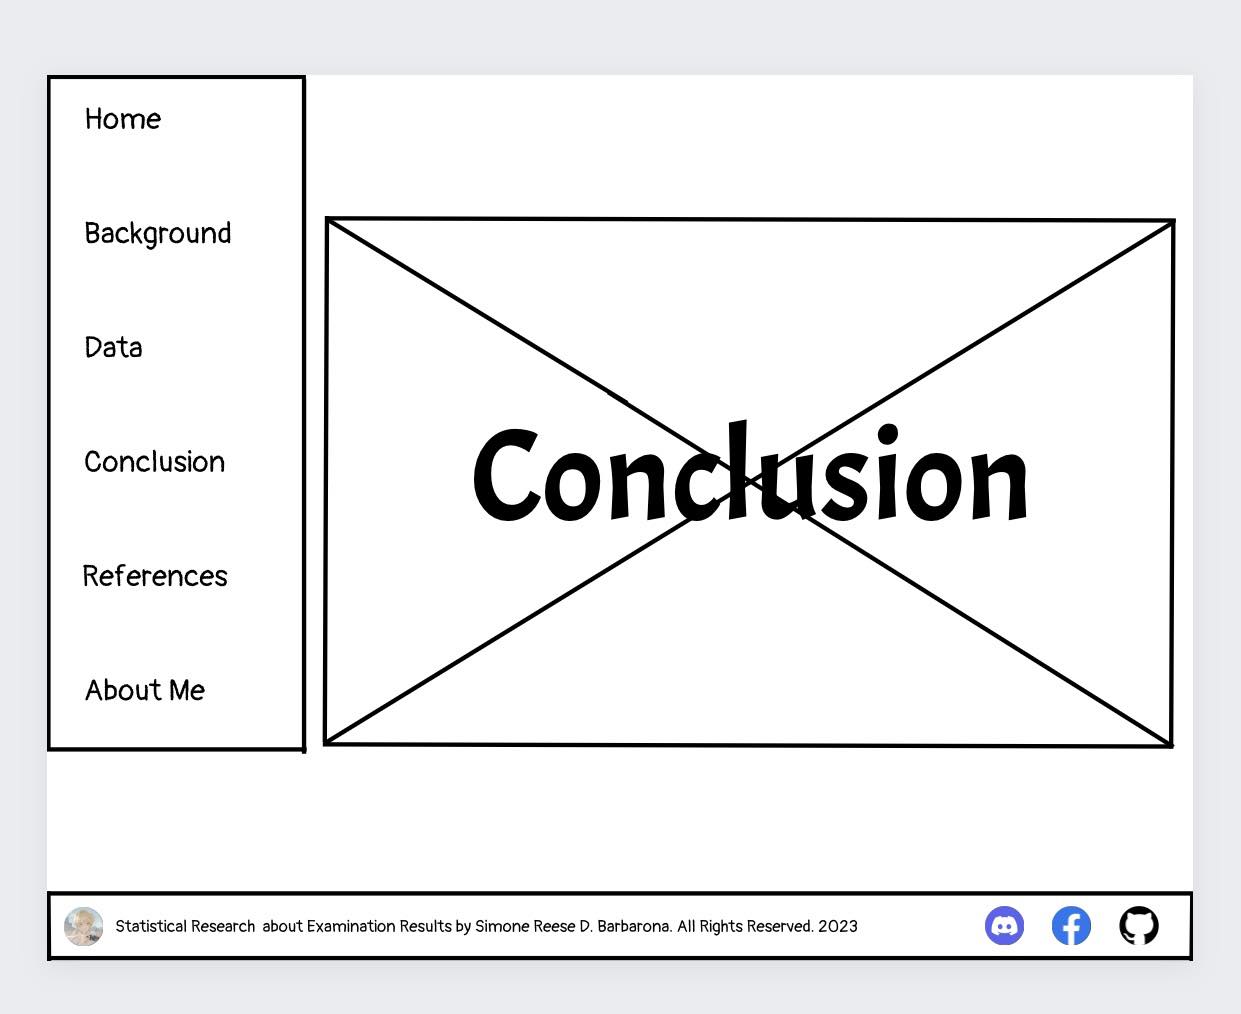 Home
Background
Data
Conclusion
References
About Me
Conclusion
Statistical Research about Examination Results by Simone Reese D. Barbarona. All Rights Reserved. 2023